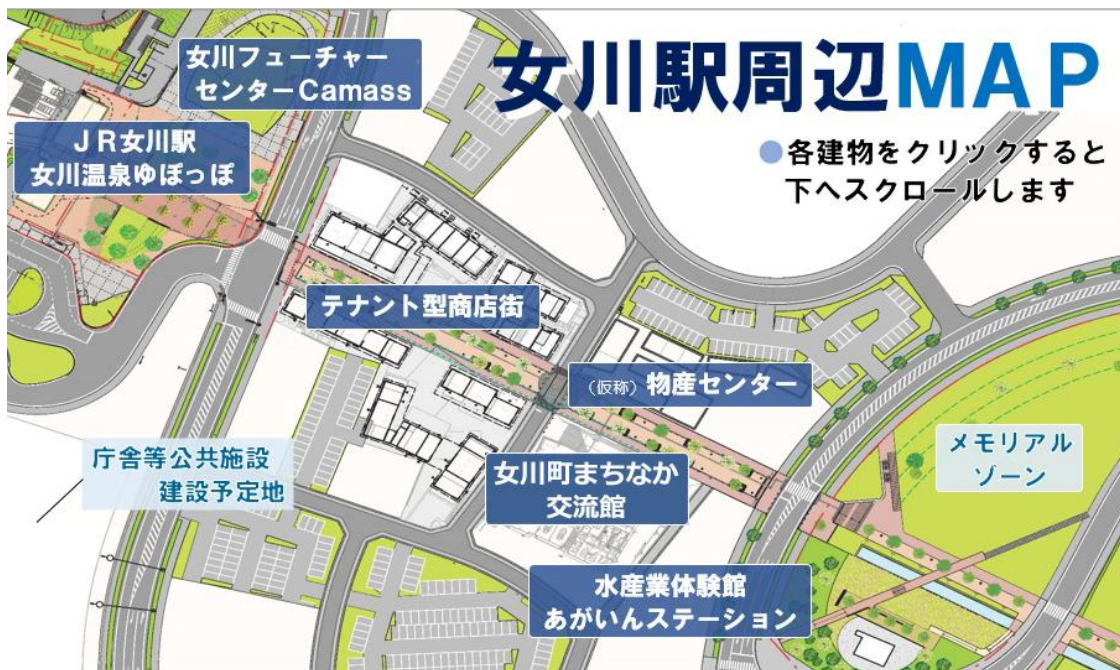 女川駅周辺MAP
●各建物をクリックすると
下へスクロールします
女川フューチャー
センターCamass
JR女川駅
女川温泉ゆぽっぽ
テナント型商店街
（仮称）物産センター
庁舎等公共施設
建設予定地
女川町まちなか
交流館
メモリアル
ゾーン
水産業体験館
あがいんステーション